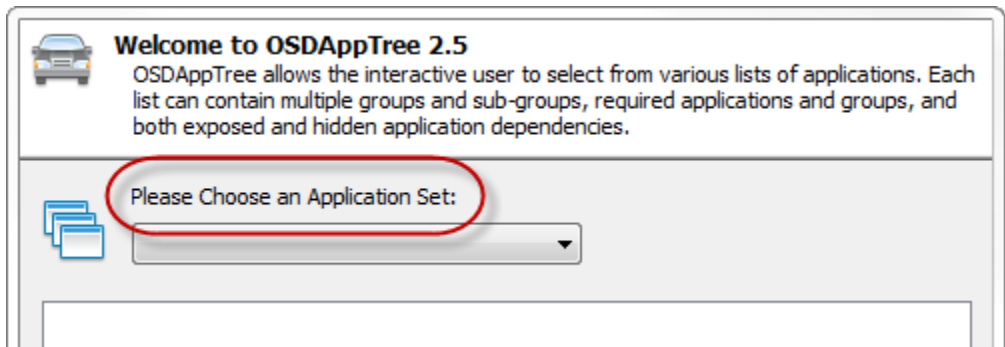 Welcome to OSDAppTree 2.5
OSDAppTree allows the interactive user to select from various lists of applications. Each
list can contain multiple groups and sub-groups, required applications and groups, and
both exposed and hidden application dependencies.
Please Choose an Application Set: